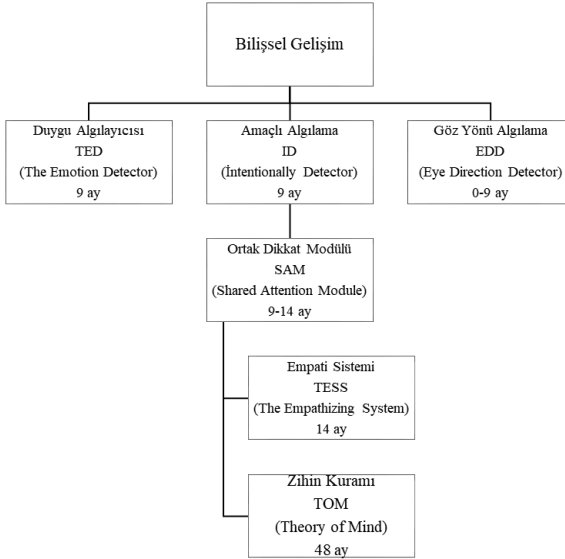 Bilişsel Gelişim
Duygu Algılayıcısı
TED
(The Emotion Detector)
9 ay
Amaçlı Algılama
ID
(İntentionally Detector)
9 ay
Göz Yönü Algılama
EDD
(Eye Direction Detector)
0-9 ay
Ortak Dikkat Modülü
SAM
(Shared Attention Module)
9-14 ay
Empati Sistemi
TESS
(The Empathizing System)
14 ay
Zihin Kuramı
TOM
(Theory of Mind)
48 ay